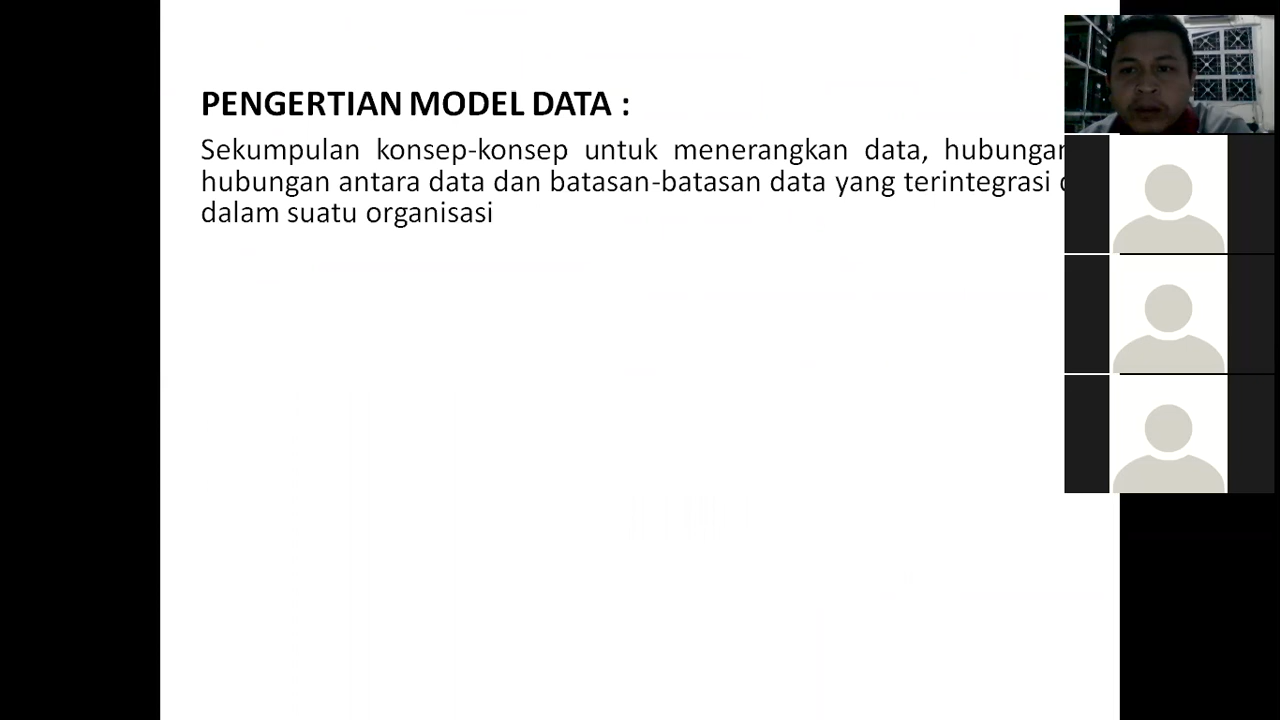 PENGERTIAN MODEL DATA :
Sekumpulan konsep-konsep untuk menerangkan data, hubungan
hubungan antara data dan batasan-batasan data yang terintegrasi
dalam suatu organisasi